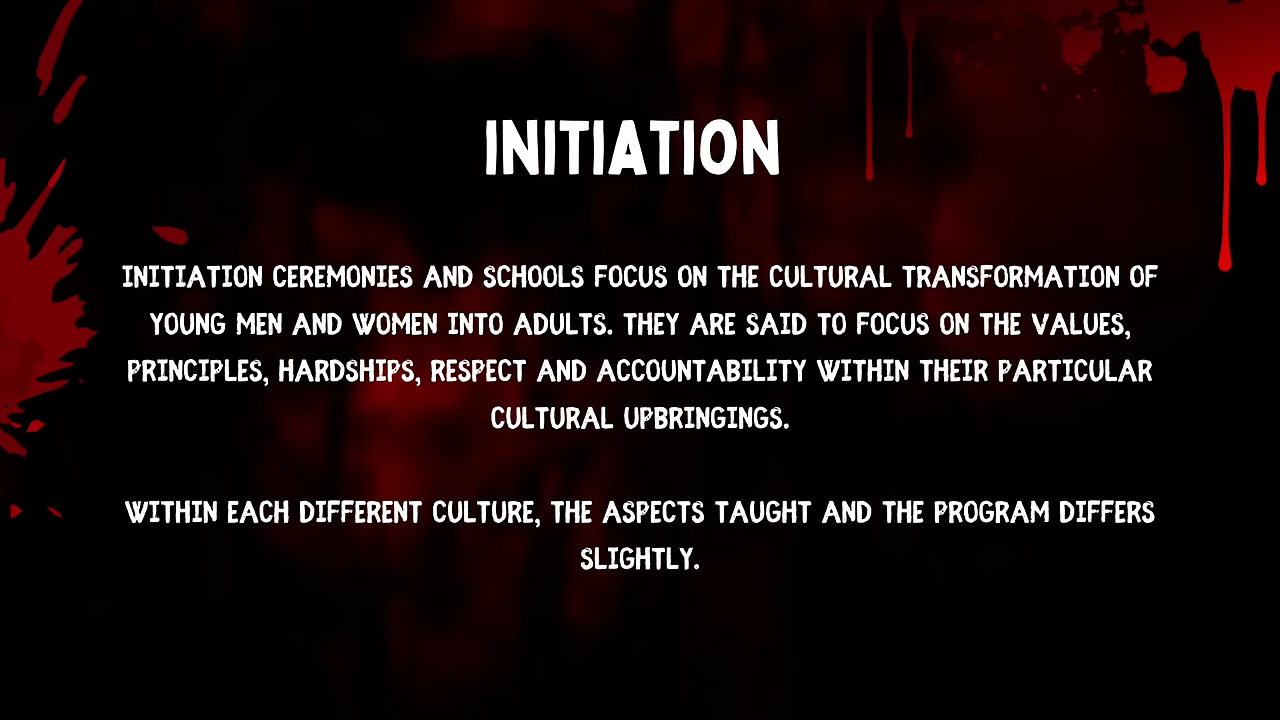 INITIATION
INITIATION CEREMONIES AND SCHOOLS FOCUS ON THE CULTURAL TRANSFORMATION OF
YOUNG MEN AND WOMEN INTO ADULTS. THEY ARE SAID TO FOCUS ON THE VALUES,
PRINCIPLES, HARDSHIPS, RESPECT AND ACCOUNTABILITY WITHIN THEIR PARTICULAR
CULTURAL UPBRINGINGS.
WITHIN EACH DIFFERENT CULTURE, THE ASPECTS TAUGHT AND THE PROGRAM DIFFERS
SLIGHTLY.